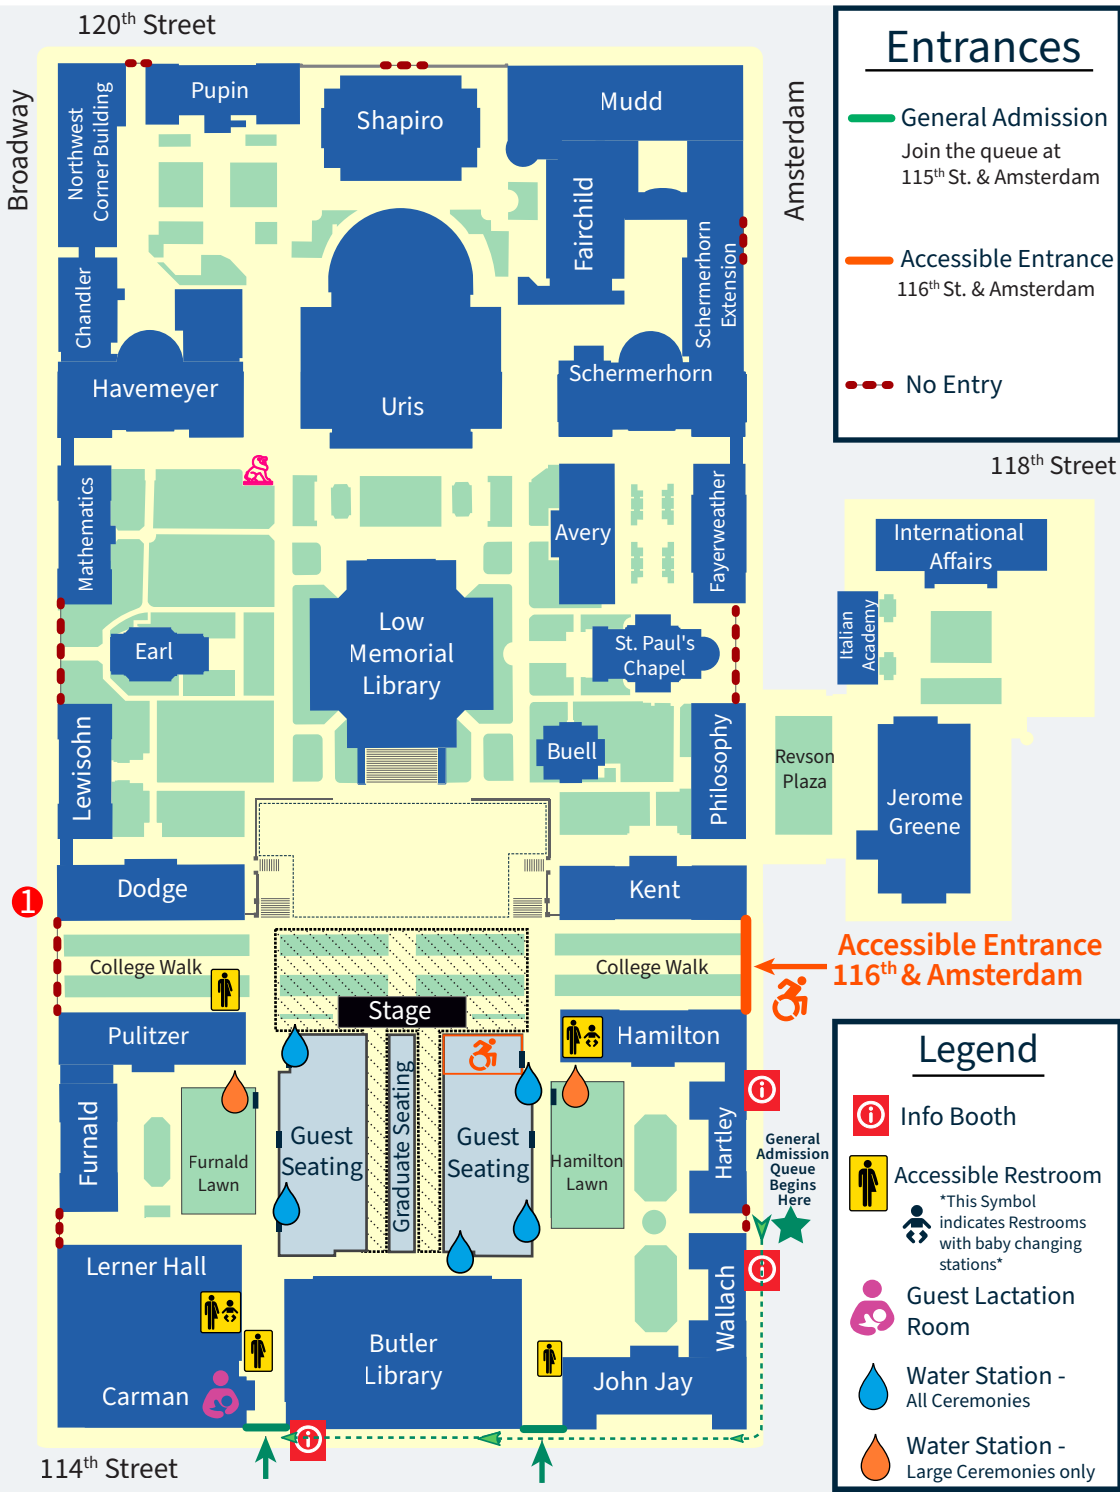 120th Street
Broadway
Amsterdam
Entrances
General Admission
Join the queue at
115th St. & Amsterdam
Accessible Entrance
116th St. & Amsterdam
No Entry
118th Street
Northwest
Corner Building
Pupin
Shapiro
Mudd
Fairchild
Schermerhorn
Extension
Chandler
Havemeyer
Uris
Schermerhorn
Mathematics
Avery
Fayerweather
International
Affairs
Italian
Academy
Earl
Low
Memorial
Library
St. Paul's
Chapel
Lewisohn
Buell
Philosophy
Revson
Plaza
Jerome
Greene
Dodge
Kent
1
College Walk
College Walk
Accessible Entrance
116th & Amsterdam
Stage
Pulitzer
Hamilton
Furnald
Furnald
Lawn
Guest
Seating
Graduate Seating
Guest
Seating
Hamilton
Lawn
Hartley
General
Admission
Queue
Begins
Here
Lerner Hall
Wallach
Butler
Library
Carman
John Jay
114th Street
Legend
Info Booth
Accessible Restroom
*This Symbol
indicates Restrooms
with baby changing
stations*
Guest Lactation
Room
Water Station -
All Ceremonies
Water Station -
Large Ceremonies only